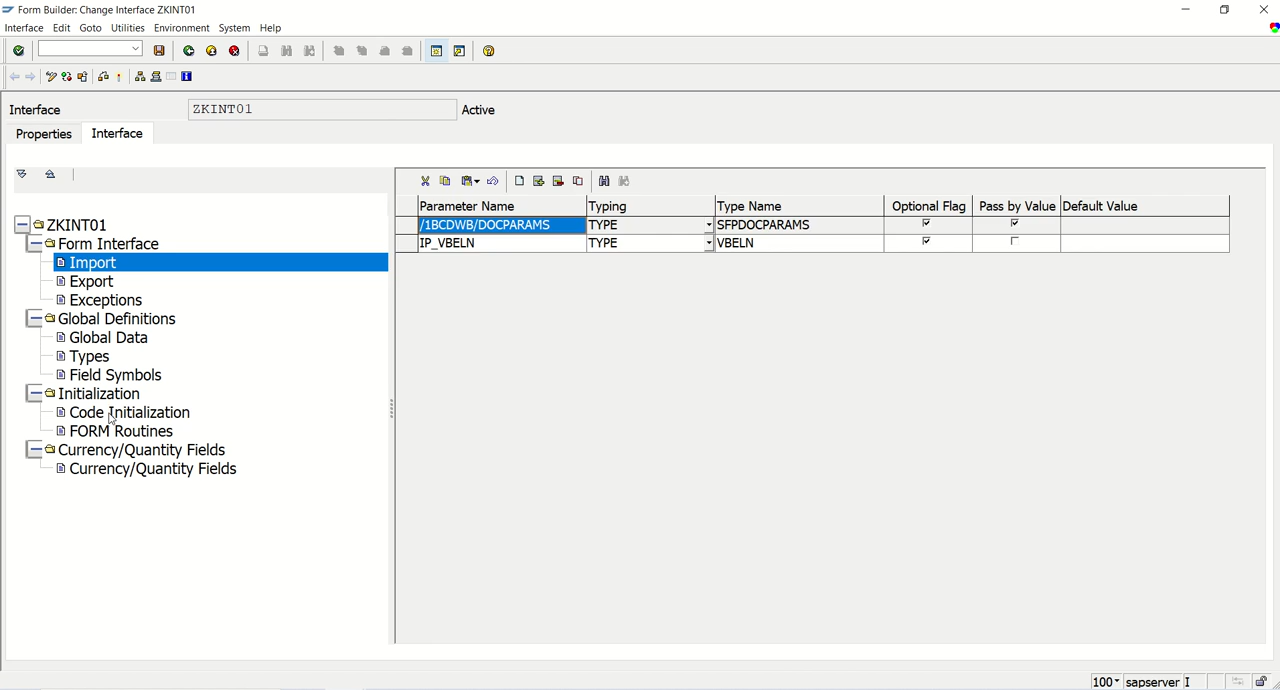 Form Builder: Change Interface ZKINT01
Interface Edit Goto Utilities Environment System Help
Interface ZKINT01 Active
Properties Interface
Parameter Name Typing Type Name Optional Flag Pass by Value Default Value
/1BCDWB/DOCPARAMS TYPE SFPDOCPARAMS
IP_VBELN TYPE VBELN
ZKINT01
Form Interface
Import
Export
Exceptions
Global Definitions
Global Data
Types
Field Symbols
Initialization
Code Initialization
FORM Routines
Currency/Quantity Fields
Currency/Quantity Fields
100 sapserver I